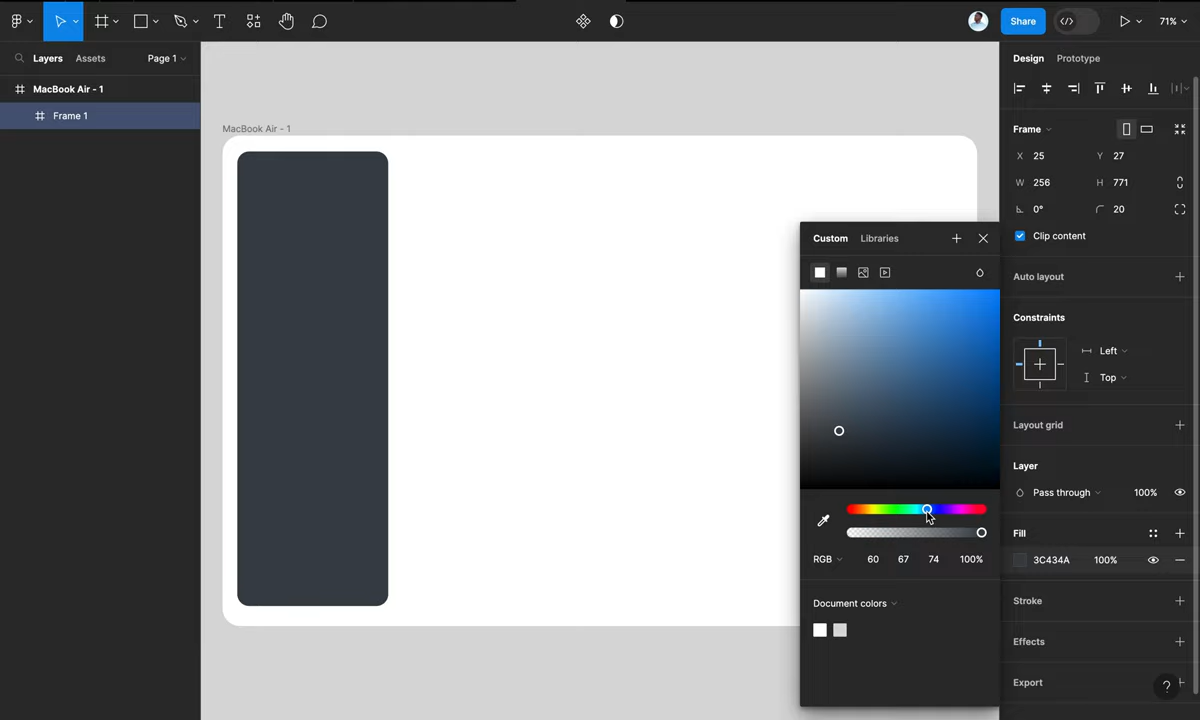 Share
71%
Layers
Assets
Page 1
Design
Prototype
MacBook Air - 1
Frame 1
MacBook Air - 1
Frame
X 25
Y 27
W 256
H 771
0°
20
Clip content
Auto layout
Constraints
Left
Top
Layout grid
Layer
Pass through
100%
Fill
3C434A
100%
Stroke
Effects
Export
?
Custom
Libraries
RGB
60
67
74
100%
Document colors